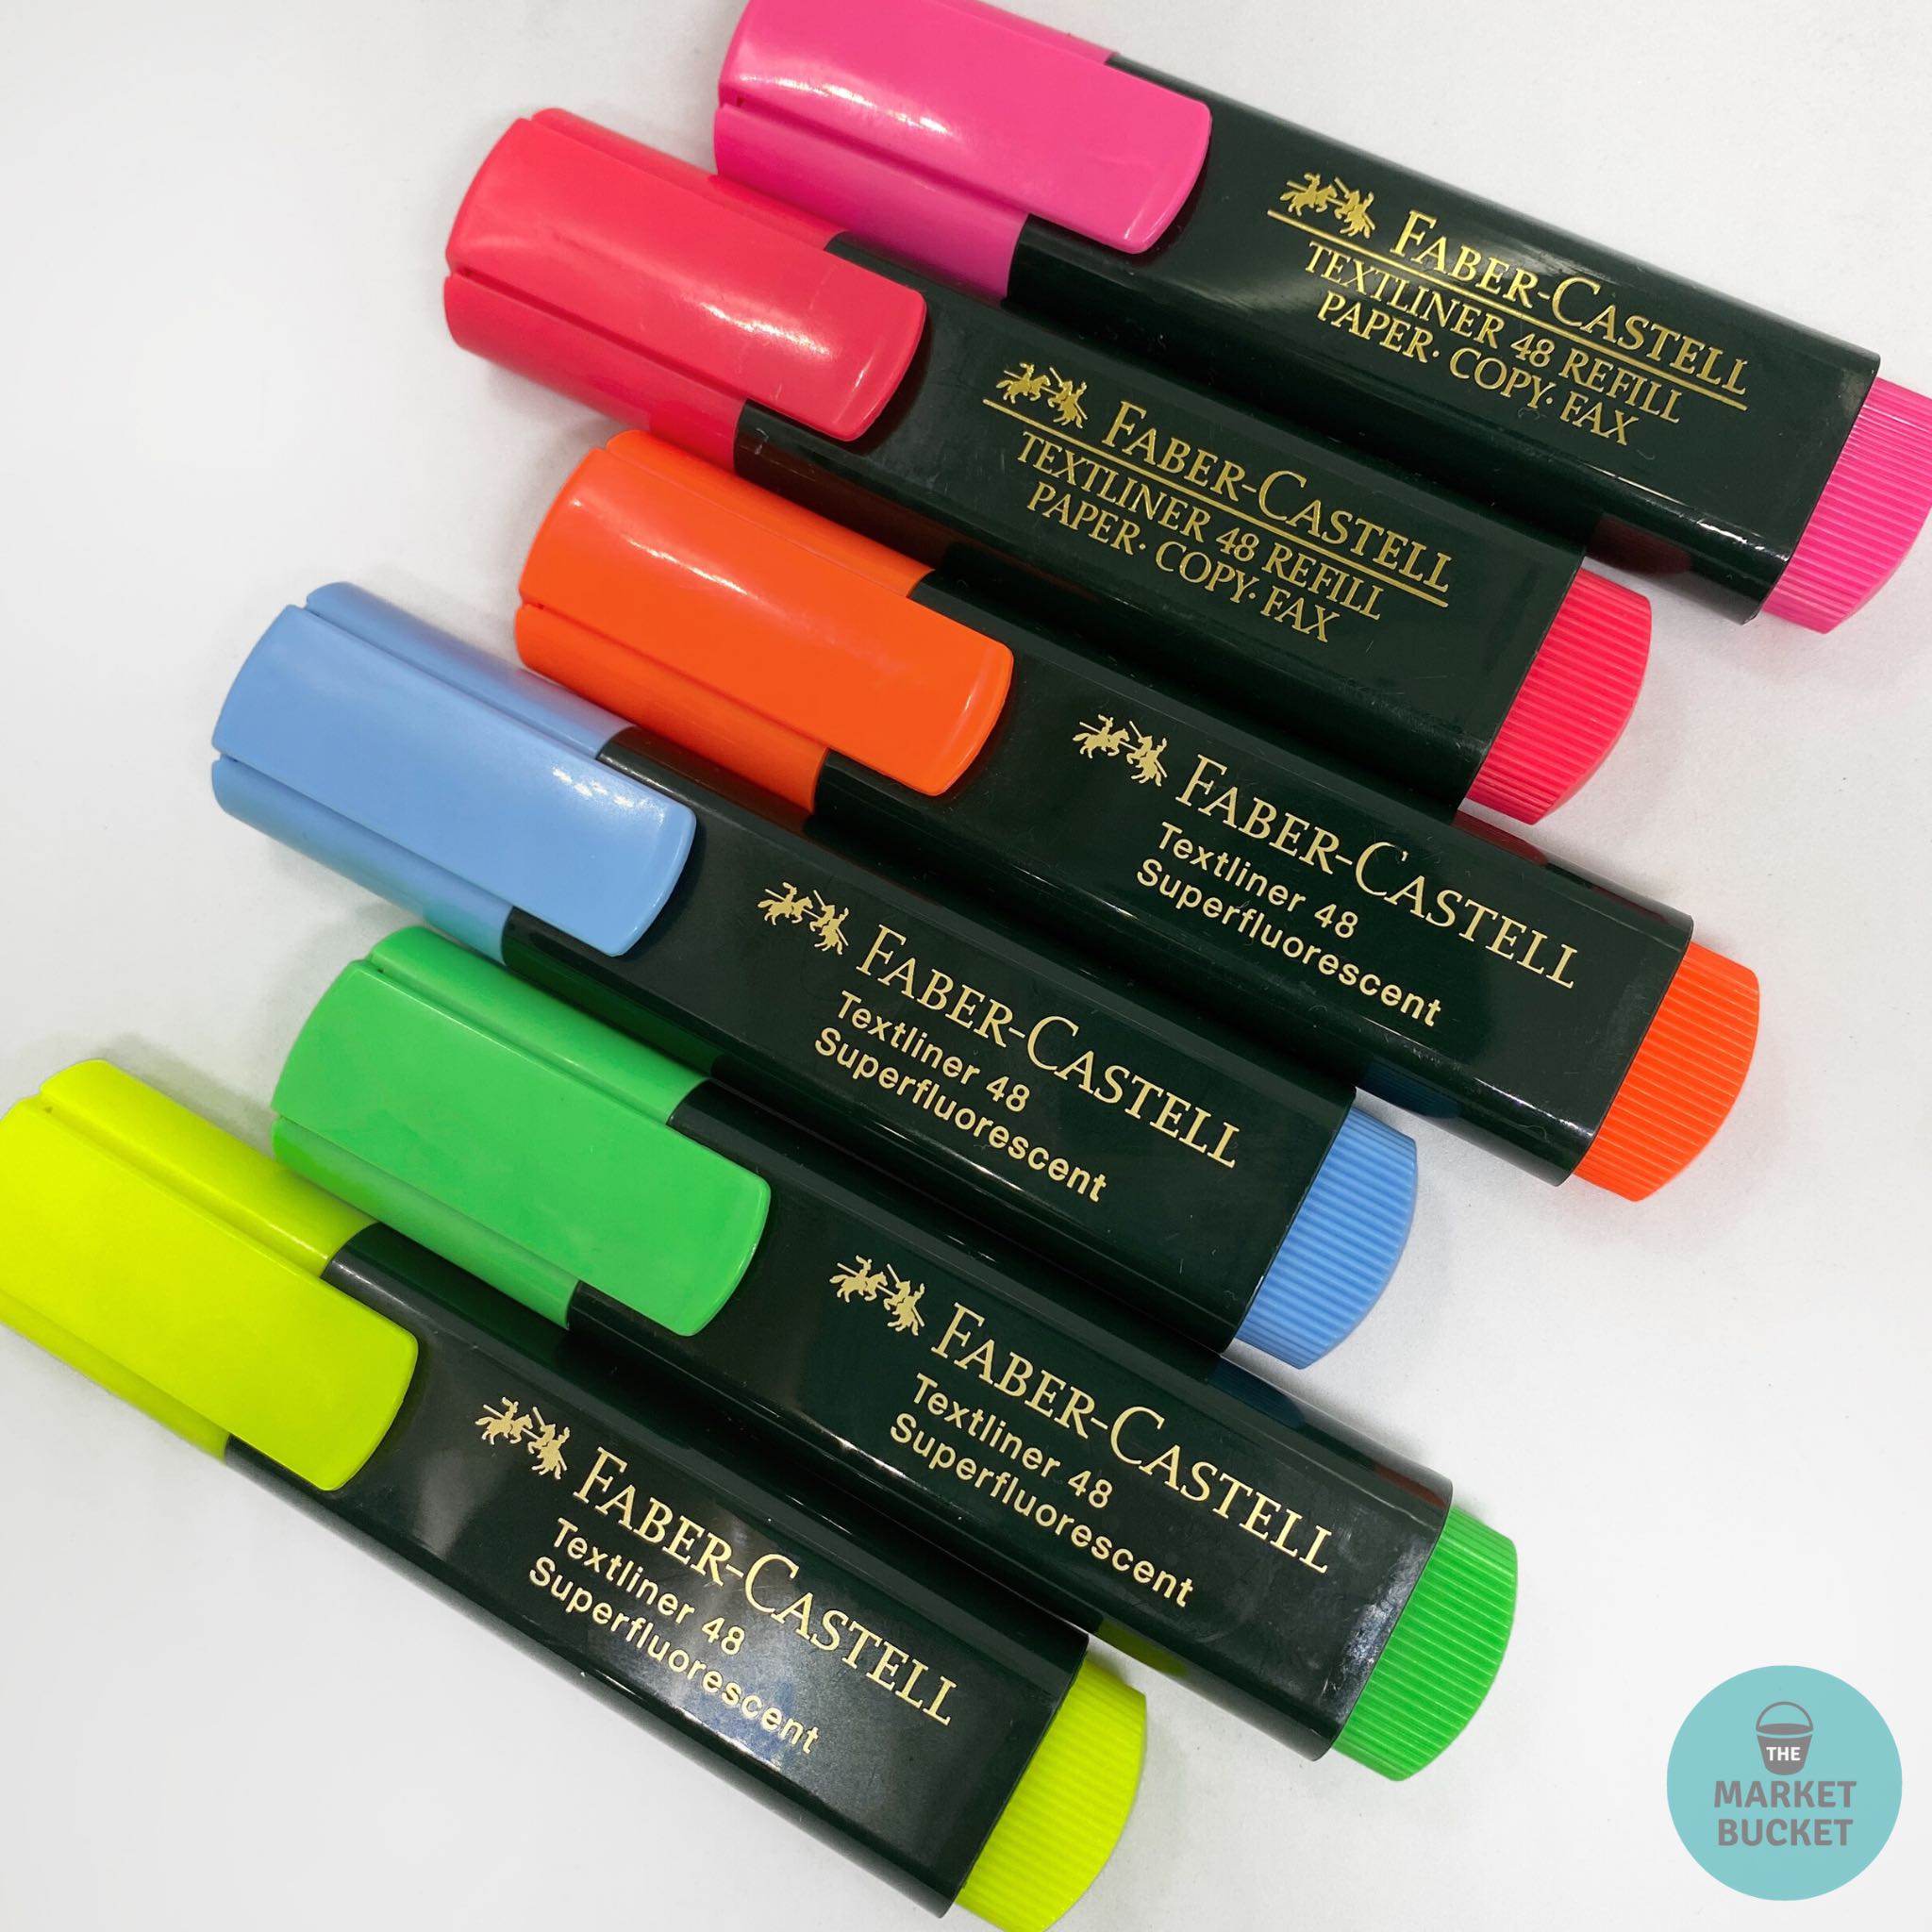 FABER-CASTELL
TEXTLINER 48 REFILL
PAPER· COPY· FAX
FABER-CASTELL
TEXTLINER 48 REFILL
PAPER· COPY· FAX
FABER-CASTELL
Textliner 48
Superfluorescent
FABER-CASTELL
Textliner 48
Superfluorescent
FABER-CASTELL
Textliner 48
Superfluorescent
FABER-CASTELL
Textliner 48
Superfluorescent
THE
MARKET
BUCKET